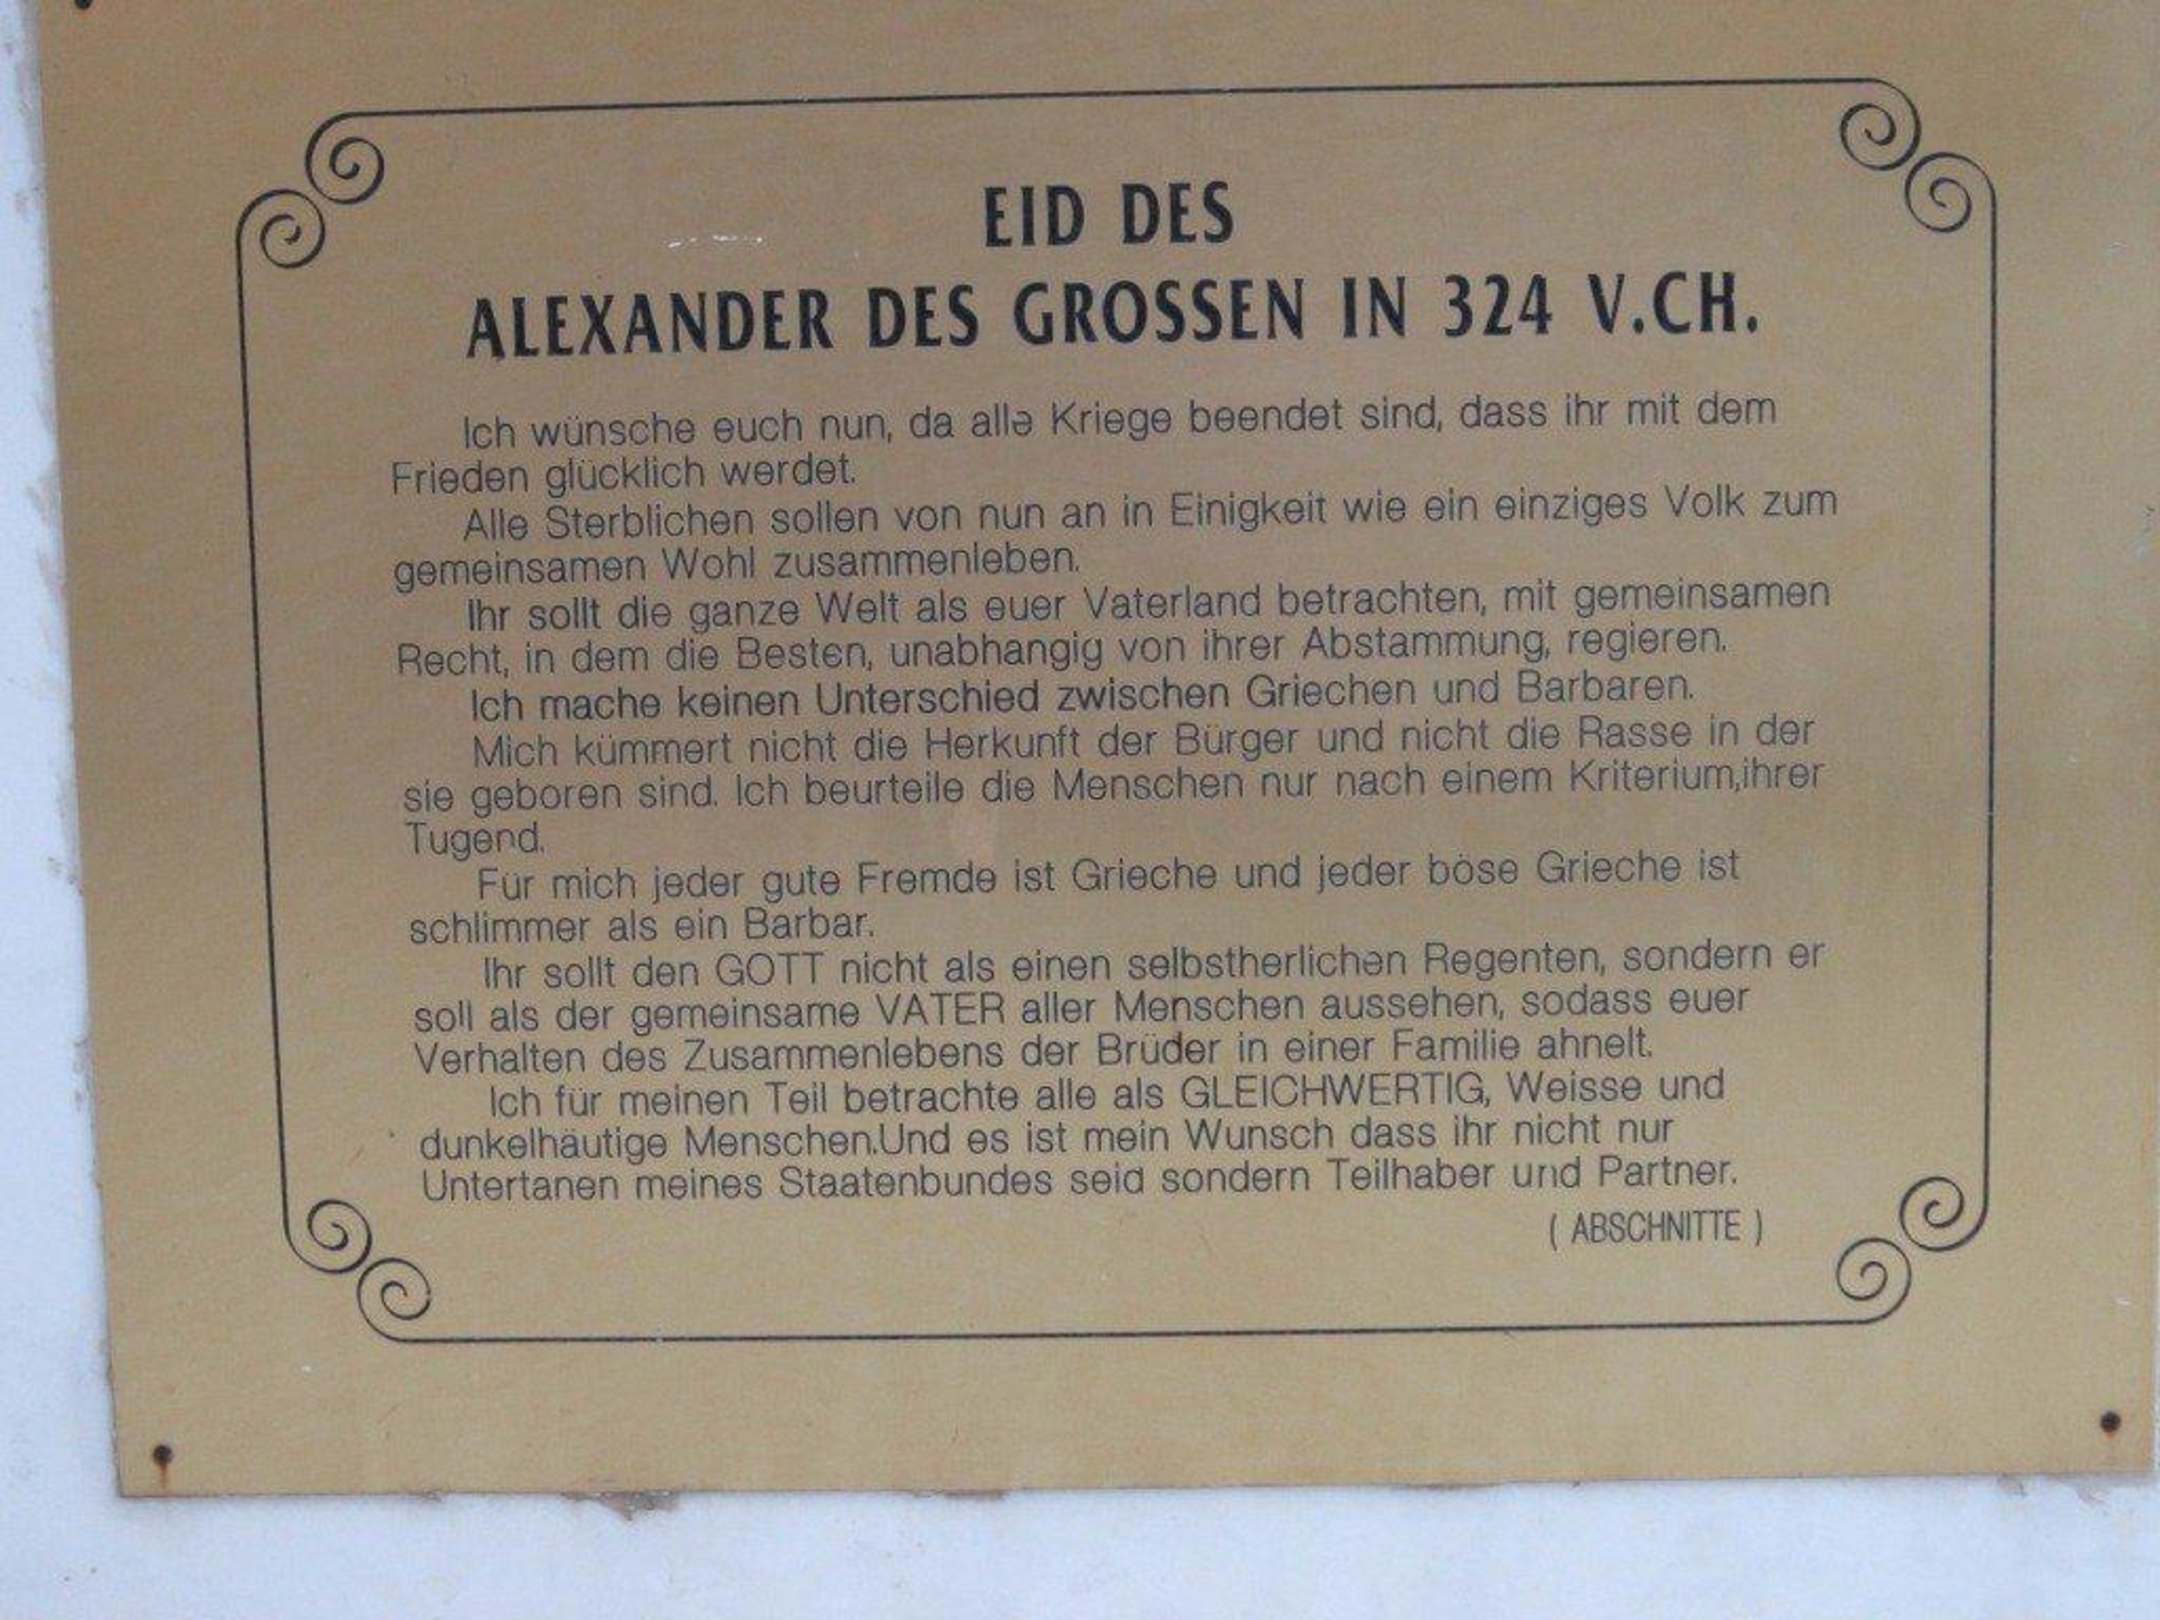 EID DES
ALEXANDER DES GROSSEN IN 324 V.CH.
Ich wünsche euch nun, da alle Kriege beendet sind, dass ihr mit dem
Frieden glücklich werdet.
Alle Sterblichen sollen von nun an in Einigkeit wie ein einziges Volk zum
gemeinsamen Wohl zusammenleben.
Ihr sollt die ganze Welt als euer Vaterland betrachten, mit gemeinsamen
Recht, in dem die Besten, unabhangig von ihrer Abstammung, regieren.
Ich mache keinen Unterschied zwischen Griechen und Barbaren.
Mich kümmert nicht die Herkunft der Bürger und nicht die Rasse in der
sie geboren sind. Ich beurteile die Menschen nur nach einem Kriterium,ihrer
Tugend.
Für mich jeder gute Fremde ist Grieche und jeder böse Grieche ist
schlimmer als ein Barbar.
Ihr sollt den GOTT nicht als einen selbstherlichen Regenten, sondern er
soll als der gemeinsame VATER aller Menschen aussehen, sodass euer
Verhalten des Zusammenlebens der Brüder in einer Familie ahnelt.
Ich für meinen Teil betrachte alle als GLEICHWERTIG, Weisse und
dunkelhäutige Menschen.Und es ist mein Wunsch dass ihr nicht nur
Untertanen meines Staatenbundes seid sondern Teilhaber und Partner.
( ABSCHNITTE )